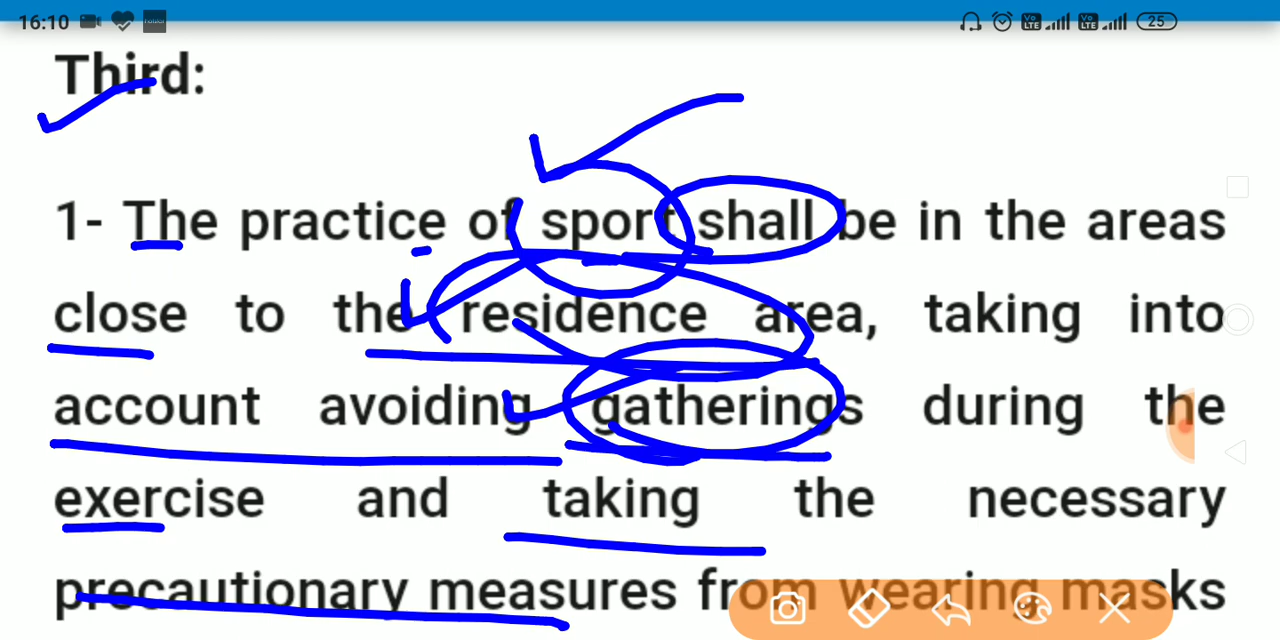 16:10 25
Third:
1- The practice of sport shall be in the areas
close to the residence area, taking into
account avoiding gatherings during the
exercise and taking the necessary
precautionary measures from wearing masks